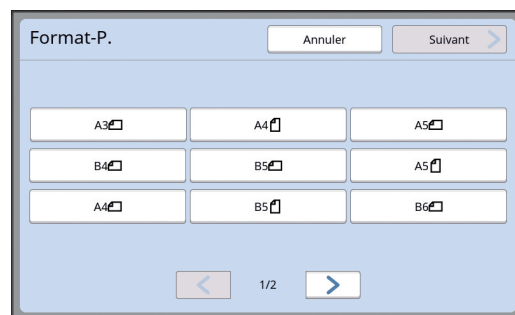 Format-P. Annuler Suivant
A3 A4 A5
B4 B5 A5
A4 B5 B6
1/2